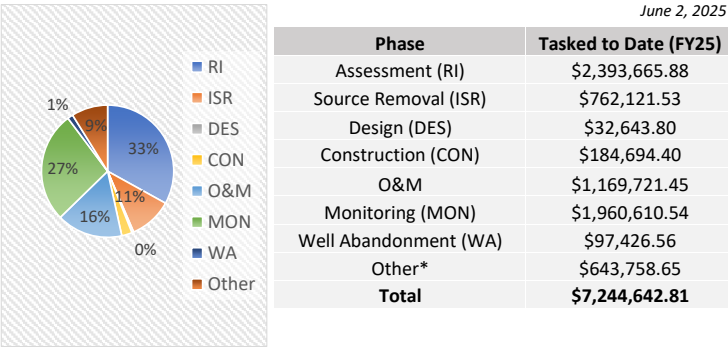 June 2, 2025
1%
9%
33%
27%
11%
16%
0%
RI
ISR
DES
CON
O&M
MON
WA
Other
Phase Tasked to Date (FY25)
Assessment (RI) $2,393,665.88
Source Removal (ISR) $762,121.53
Design (DES) $32,643.80
Construction (CON) $184,694.40
O&M $1,169,721.45
Monitoring (MON) $1,960,610.54
Well Abandonment (WA) $97,426.56
Other* $643,758.65
Total $7,244,642.81